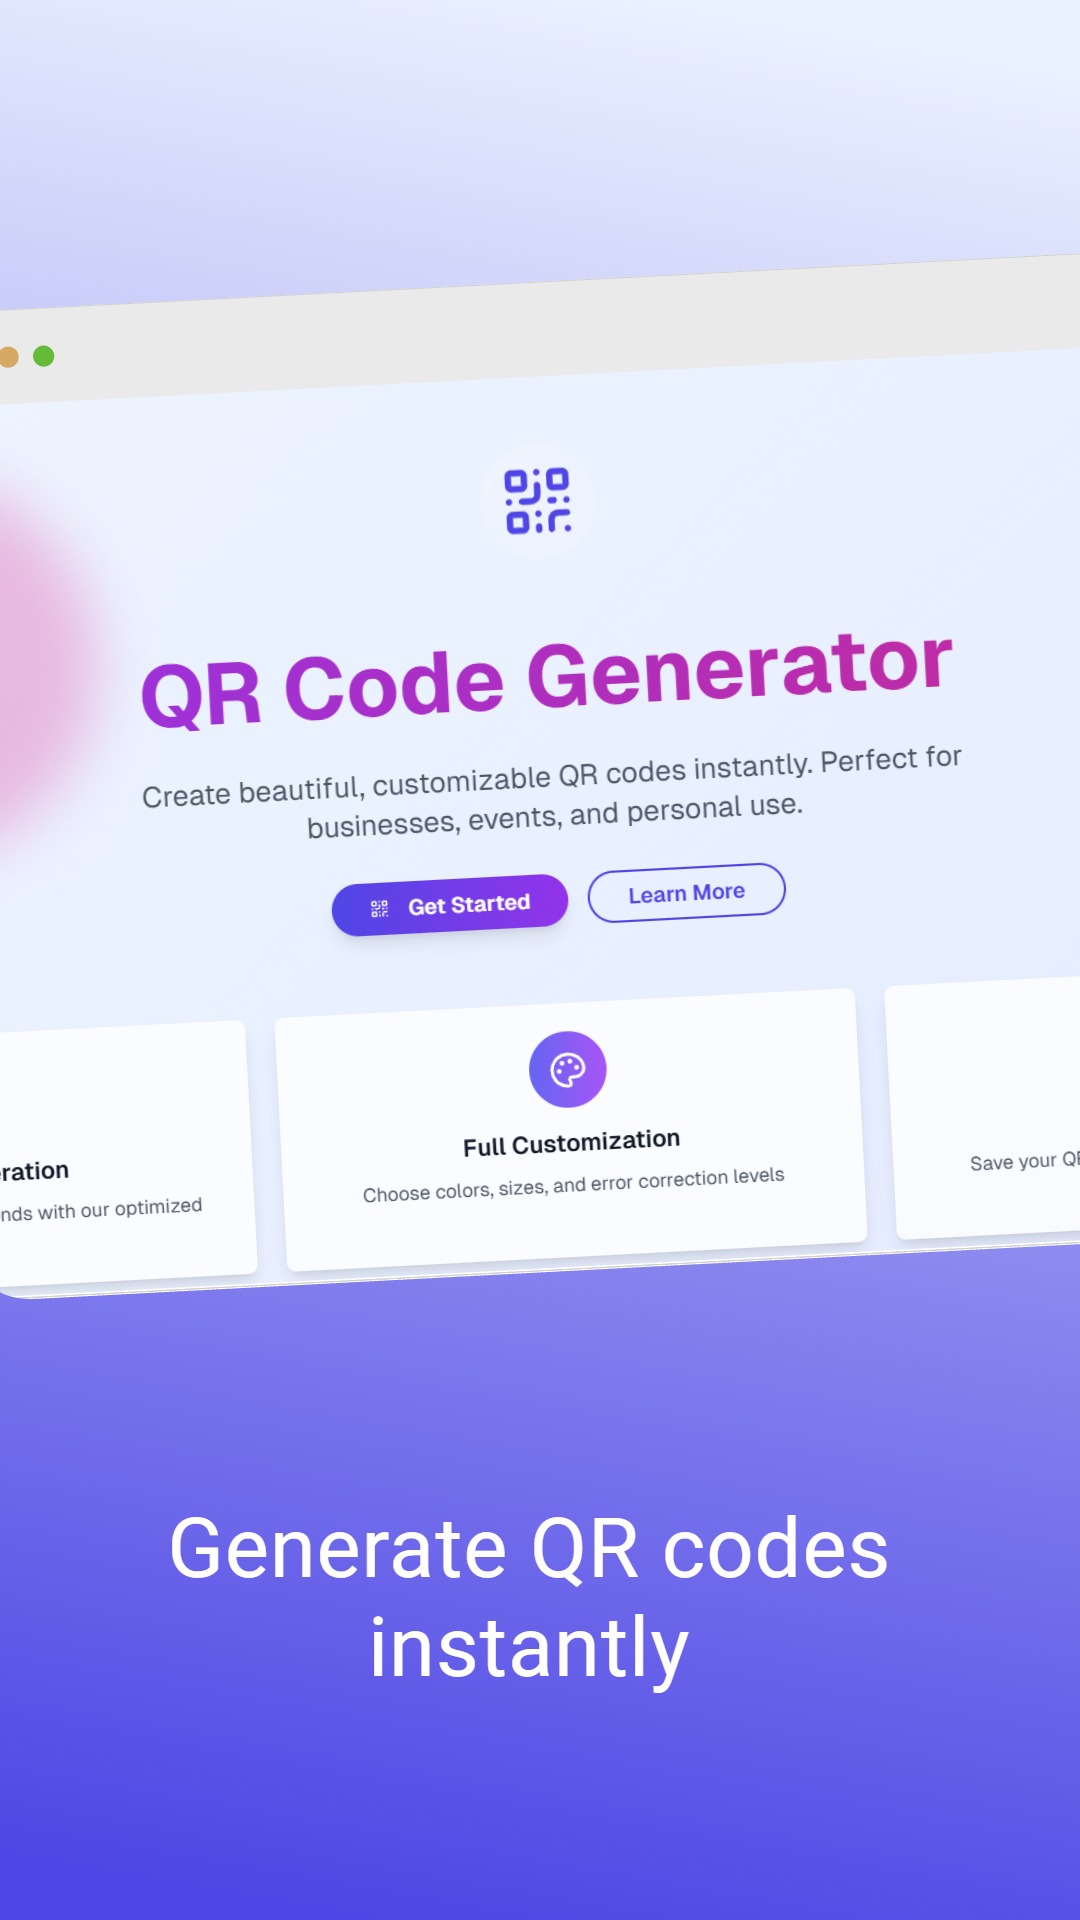 QR Code Generator
Create beautiful, customizable QR codes instantly. Perfect for
businesses, events, and personal use.
Get Started
Learn More
eration
nds with our optimized
Full Customization
Choose colors, sizes, and error correction levels
Save your QR
Generate QR codes
instantly